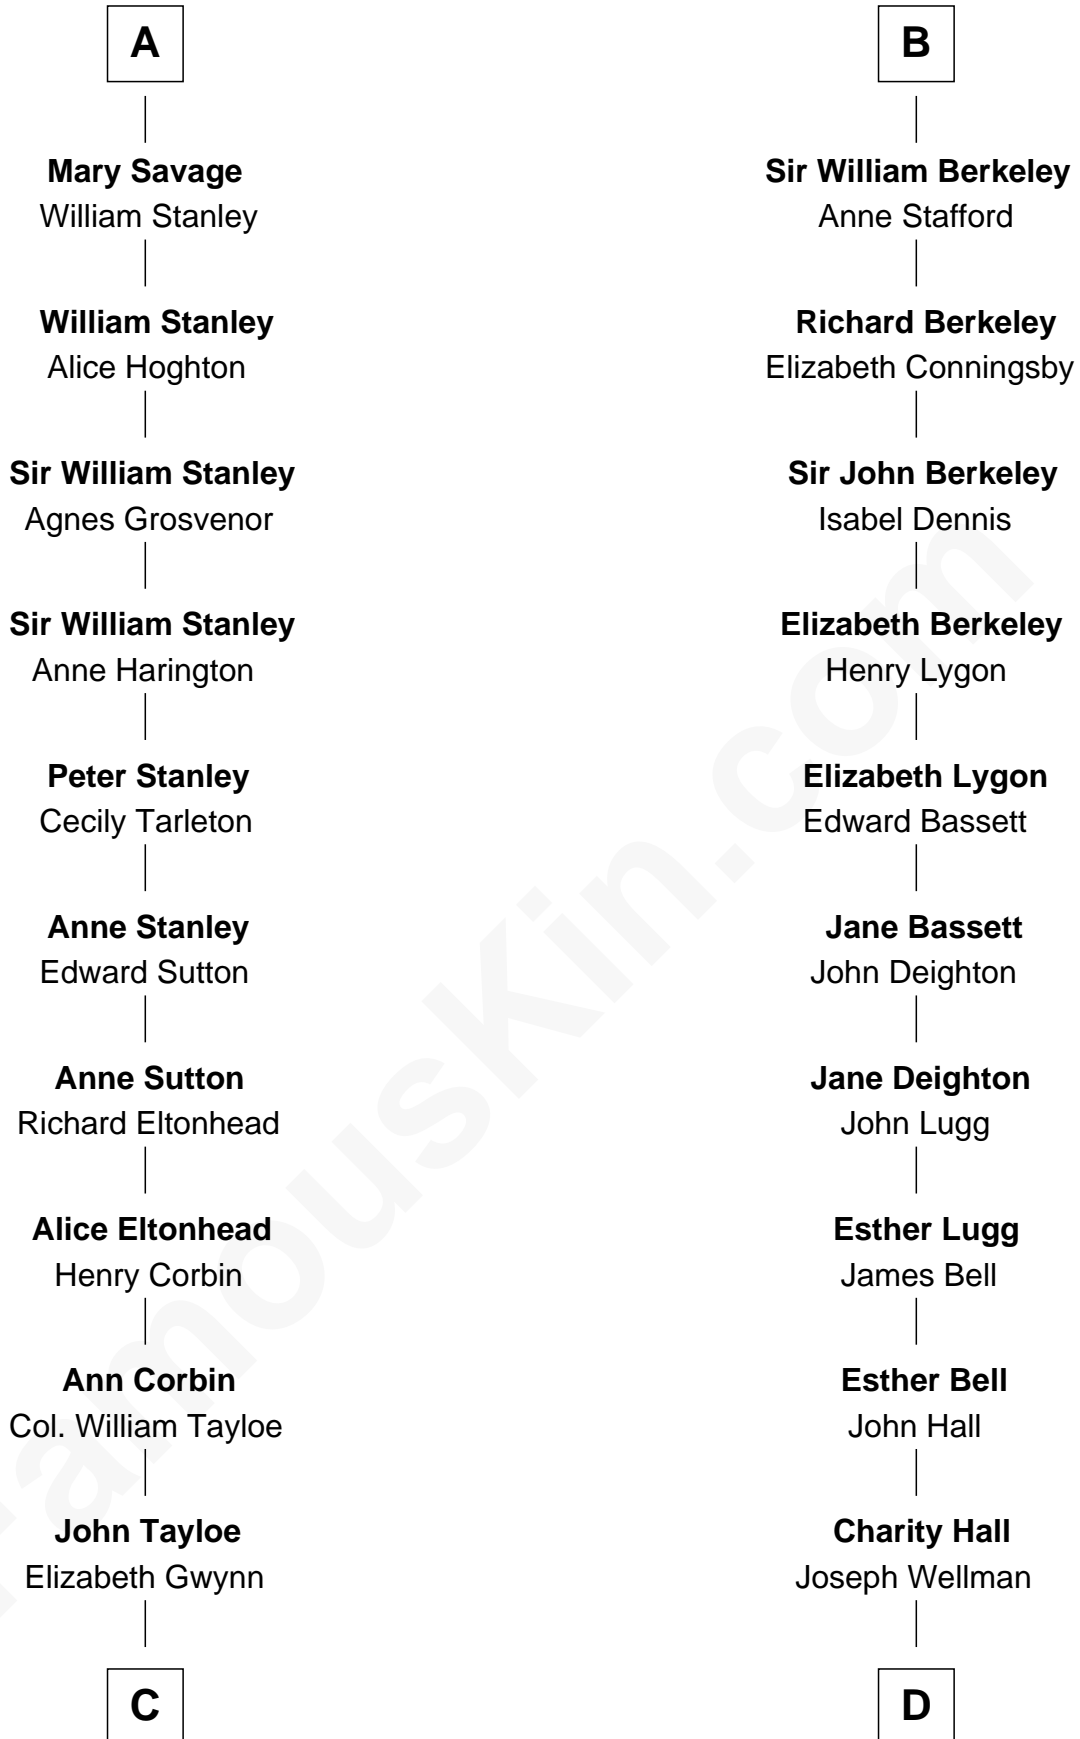 A
Mary Savage
William Stanley
William Stanley
Alice Hoghton
Sir William Stanley
Agnes Grosvenor
Sir William Stanley
Anne Harington
Peter Stanley
Cecily Tarleton
Anne Stanley
Edward Sutton
Anne Sutton
Richard Eltonhead
Alice Eltonhead
Henry Corbin
Ann Corbin
Col. William Tayloe
John Tayloe
Elizabeth Gwynn
C
B
Sir William Berkeley
Anne Stafford
Richard Berkeley
Elizabeth Conningsby
Sir John Berkeley
Isabel Dennis
Elizabeth Berkeley
Henry Lygon
Elizabeth Lygon
Edward Bassett
Jane Bassett
John Deighton
Jane Deighton
John Lugg
Esther Lugg
James Bell
Esther Bell
John Hall
Charity Hall
Joseph Wellman
D
FamousKin.com